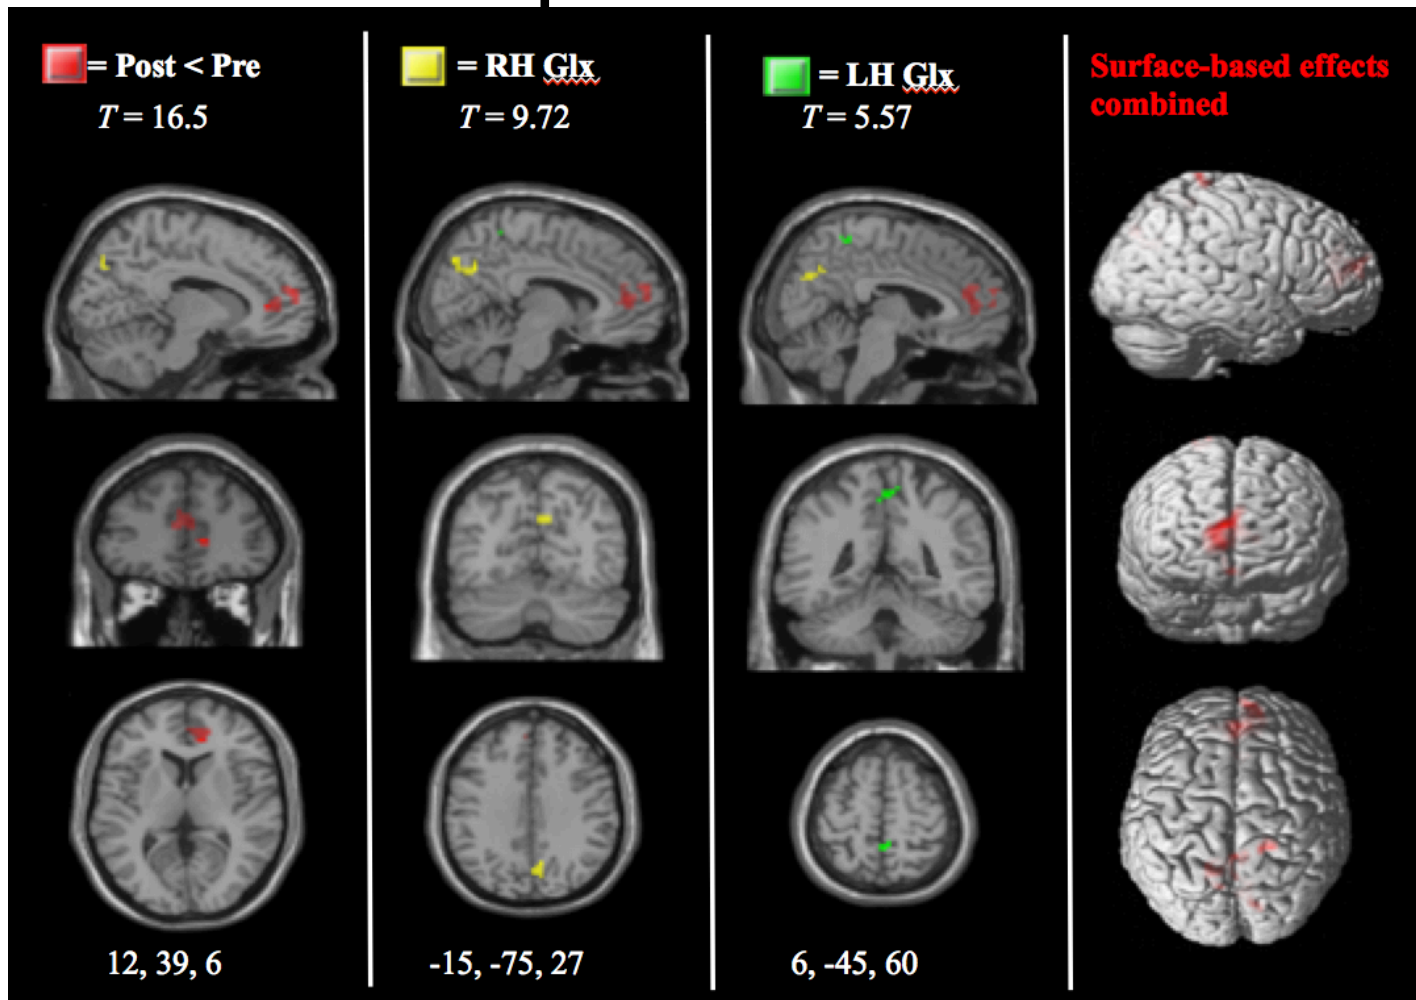 = Post < Pre
T = 16.5
= RH Glx
T = 9.72
= LH Glx
T = 5.57
Surface-based effects
combined
12, 39, 6
-15, -75, 27
6, -45, 60